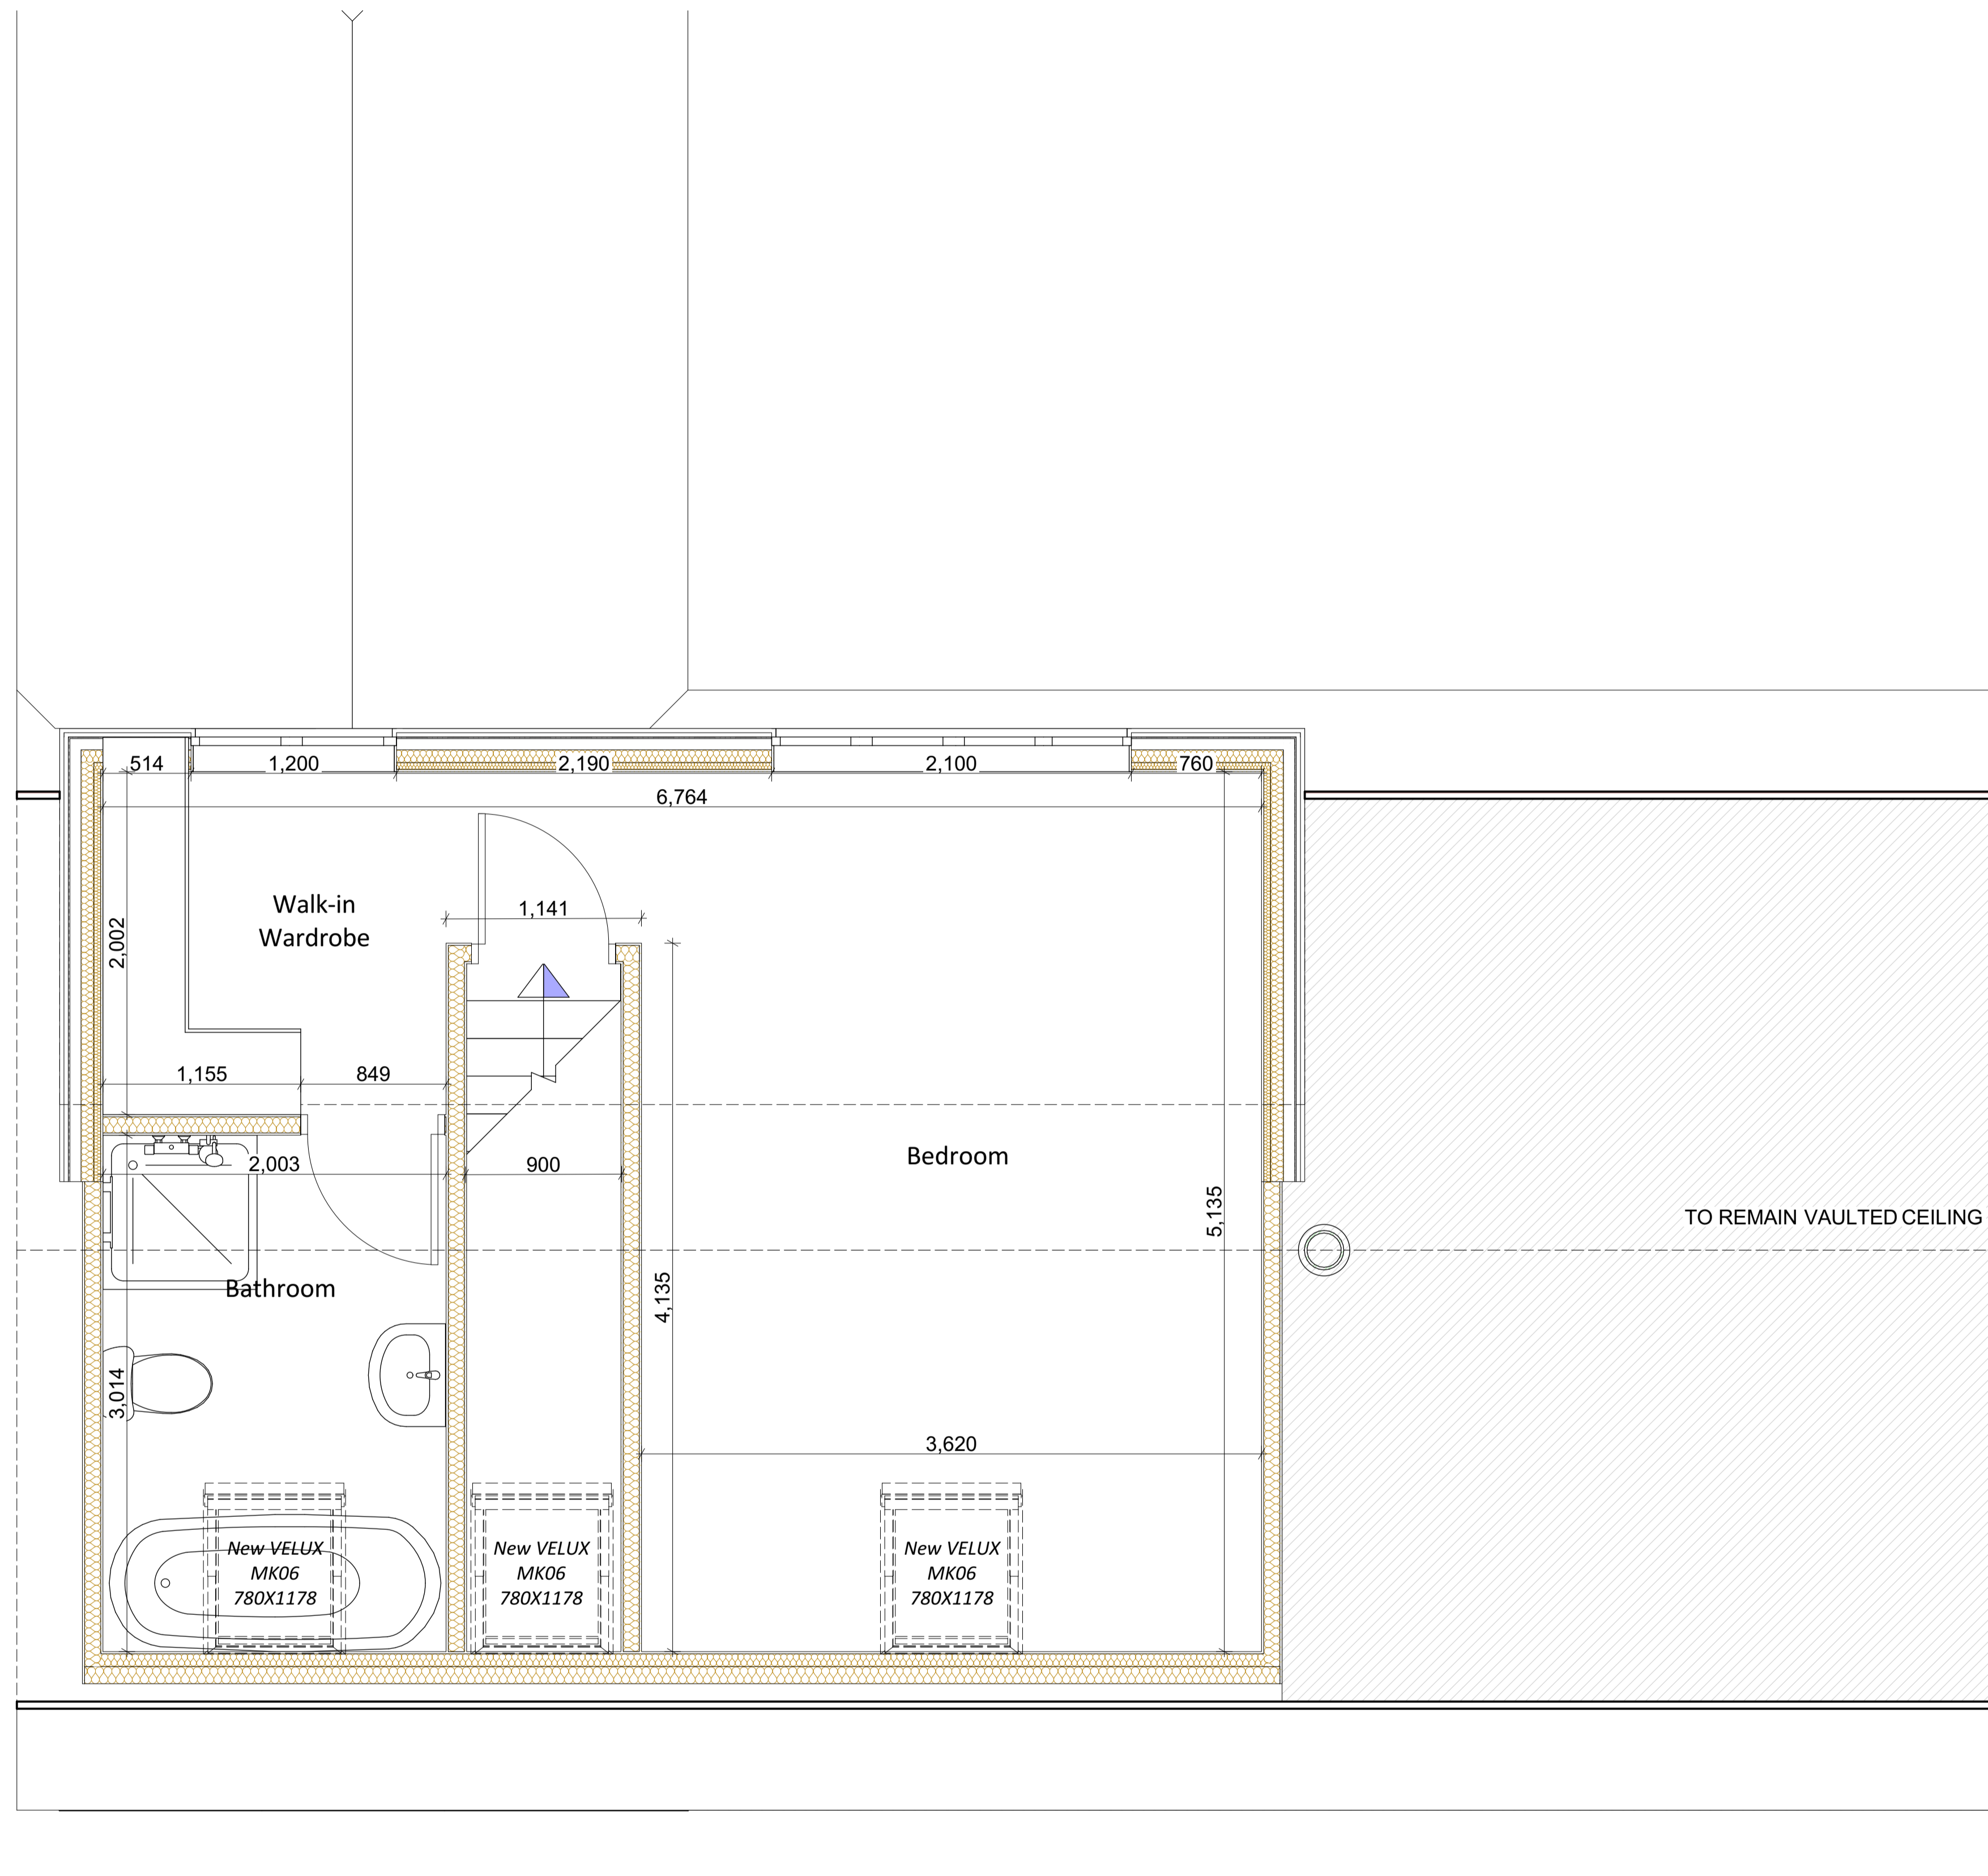 514
1,200
2,190
2,100
760
6,764
Walk-in
Wardrobe
1,141
2,002
1,155
849
2,003
900
Bedroom
5,135
TO REMAIN VAULTED CEILING
Bathroom
4,135
3,014
3,620
New VELUX
MK06
780X1178
New VELUX
MK06
780X1178
New VELUX
MK06
780X1178